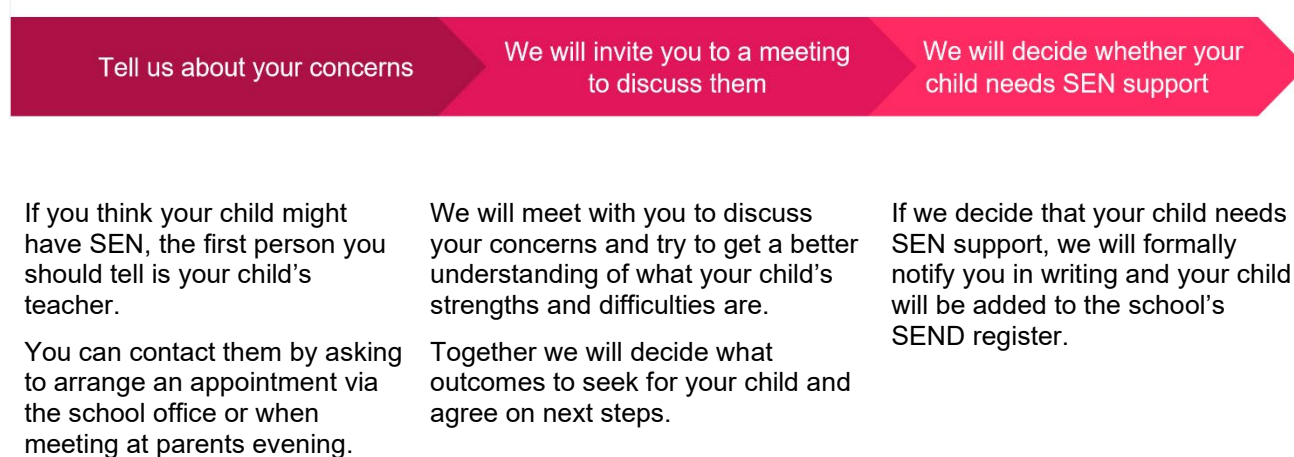 Tell us about your concerns
We will invite you to a meeting
to discuss them
We will decide whether your
child needs SEN support
If you think your child might
have SEN, the first person you
should tell is your child’s
teacher.
You can contact them by asking
to arrange an appointment via
the school office or when
meeting at parents evening.
We will meet with you to discuss
your concerns and try to get a better
understanding of what your child’s
strengths and difficulties are.
Together we will decide what
outcomes to seek for your child and
agree on next steps.
If we decide that your child needs
SEN support, we will formally
notify you in writing and your child
will be added to the school’s
SEND register.